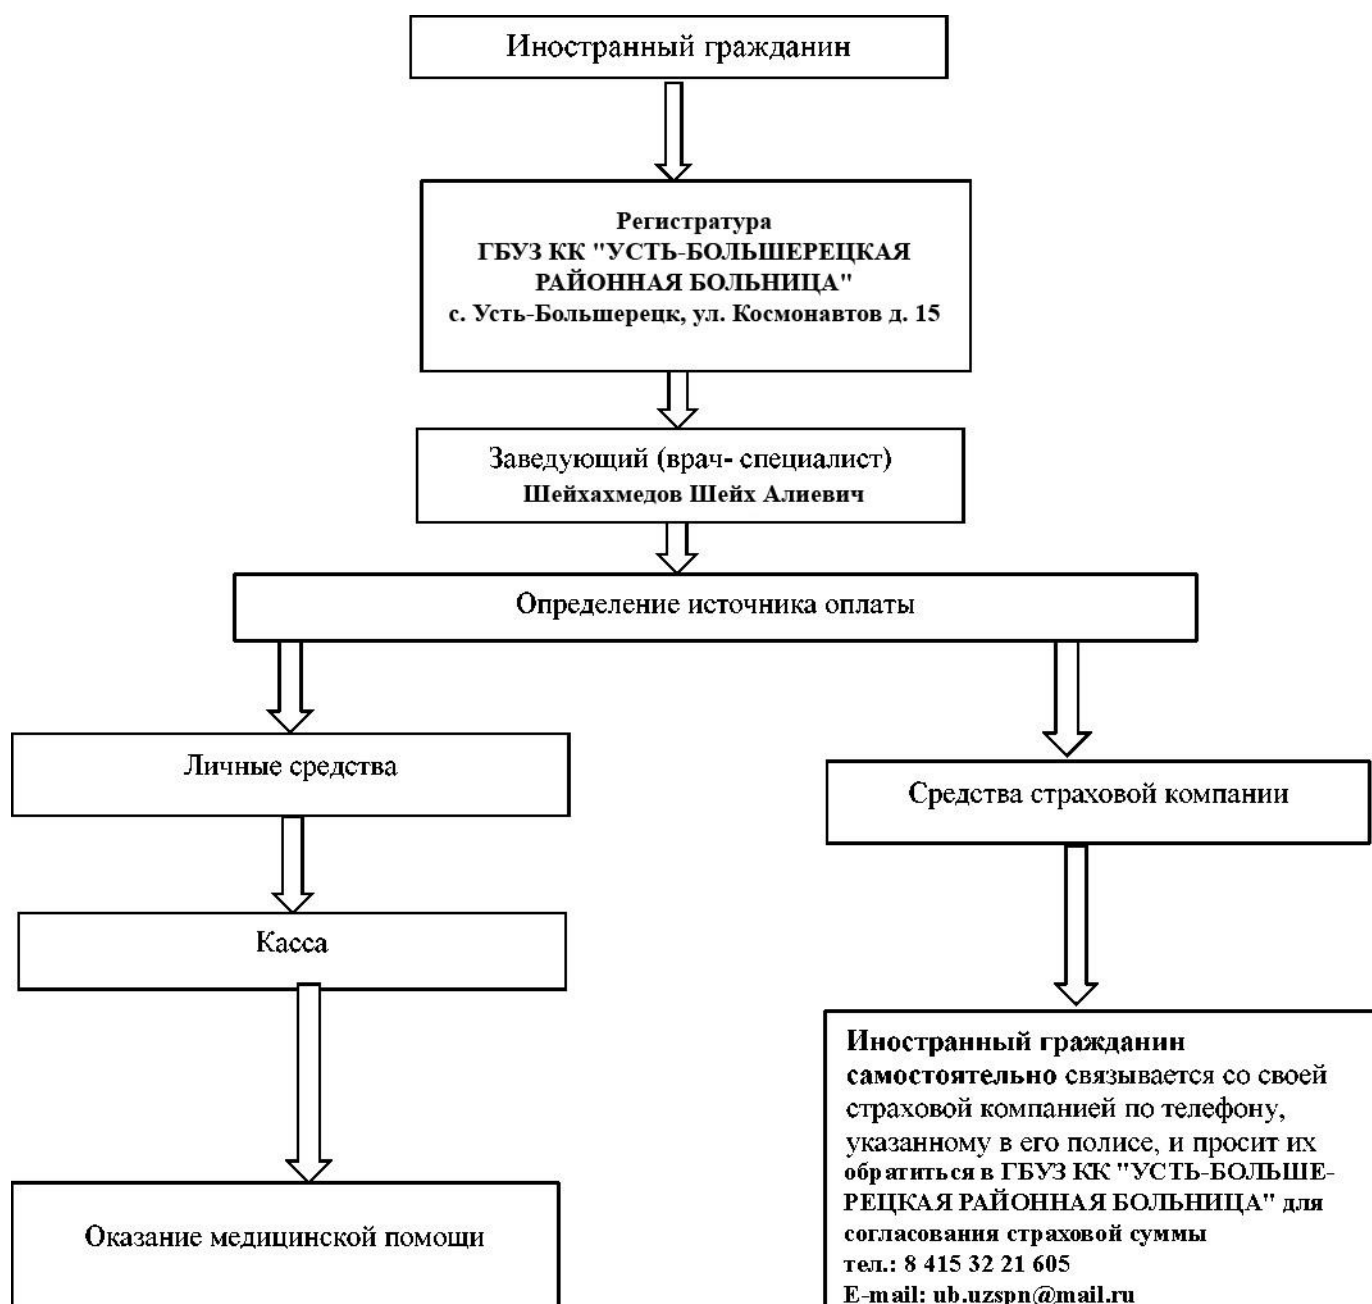 Иностранный гражданин
Регистратура
ГБУЗ КК "УСТЬ-БОЛЬШЕРЕЦКАЯ
РАЙОННАЯ БОЛЬНИЦА"
с. Усть-Большерецк, ул. Космонавтов д. 15
Заведующий (врач- специалист)
Шейхахмедов Шейх Алиевич
Определение источника оплаты
Личные средства
Средства страховой компании
Касса
Оказание медицинской помощи
Иностранный гражданин
самостоятельно связывается со своей
страховой компанией по телефону,
указанному в его полисе, и просит их
обратиться в ГБУЗ КК "УСТЬ-БОЛЬШЕ-
РЕЦКАЯ РАЙОННАЯ БОЛЬНИЦА" для
согласования страховой суммы
тел.: 8 415 32 21 605
E-mail: ub.uzspn@mail.ru